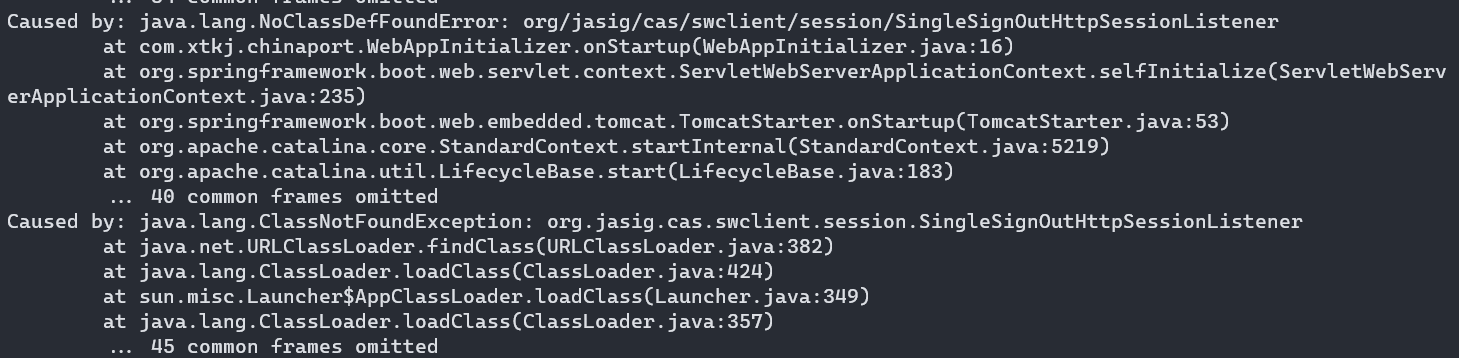 Caused by: java.lang.NoClassDefFoundError: org/jasig/cas/swclient/session/SingleSignOutHttpSessionListener
at com.xtkj.chinaport.WebAppInitializer.onStartup(WebAppInitializer.java:16)
at org.springframework.boot.web.servlet.context.ServletWebServerApplicationContext.selfInitialize(ServletWebServ
erApplicationContext.java:235)
at org.springframework.boot.web.embedded.tomcat.TomcatStarter.onStartup(TomcatStarter.java:53)
at org.apache.catalina.core.StandardContext.startInternal(StandardContext.java:5219)
at org.apache.catalina.util.LifecycleBase.start(LifecycleBase.java:183)
... 40 common frames omitted
Caused by: java.lang.ClassNotFoundException: org.jasig.cas.swclient.session.SingleSignOutHttpSessionListener
at java.net.URLClassLoader.findClass(URLClassLoader.java:382)
at java.lang.ClassLoader.loadClass(ClassLoader.java:424)
at sun.misc.Launcher$AppClassLoader.loadClass(Launcher.java:349)
at java.lang.ClassLoader.loadClass(ClassLoader.java:357)
... 45 common frames omitted